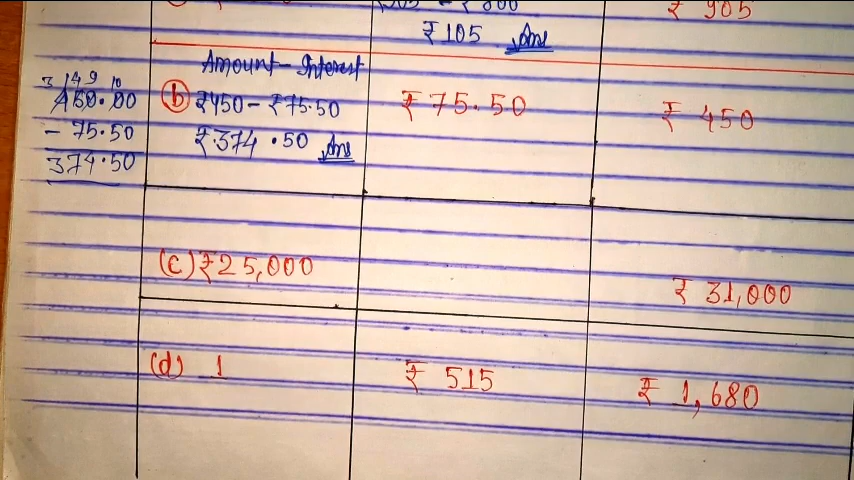 ₹ 905
₹105 Ans
Amount - Interest
3 14 9 10
450.00
- 75.50
374.50
(b) ₹450 - ₹75.50
₹.374.50 Ans
₹75.50
₹ 450
(c) ₹25,000
₹ 31,000
(d) 1
₹ 515
₹ 1,680